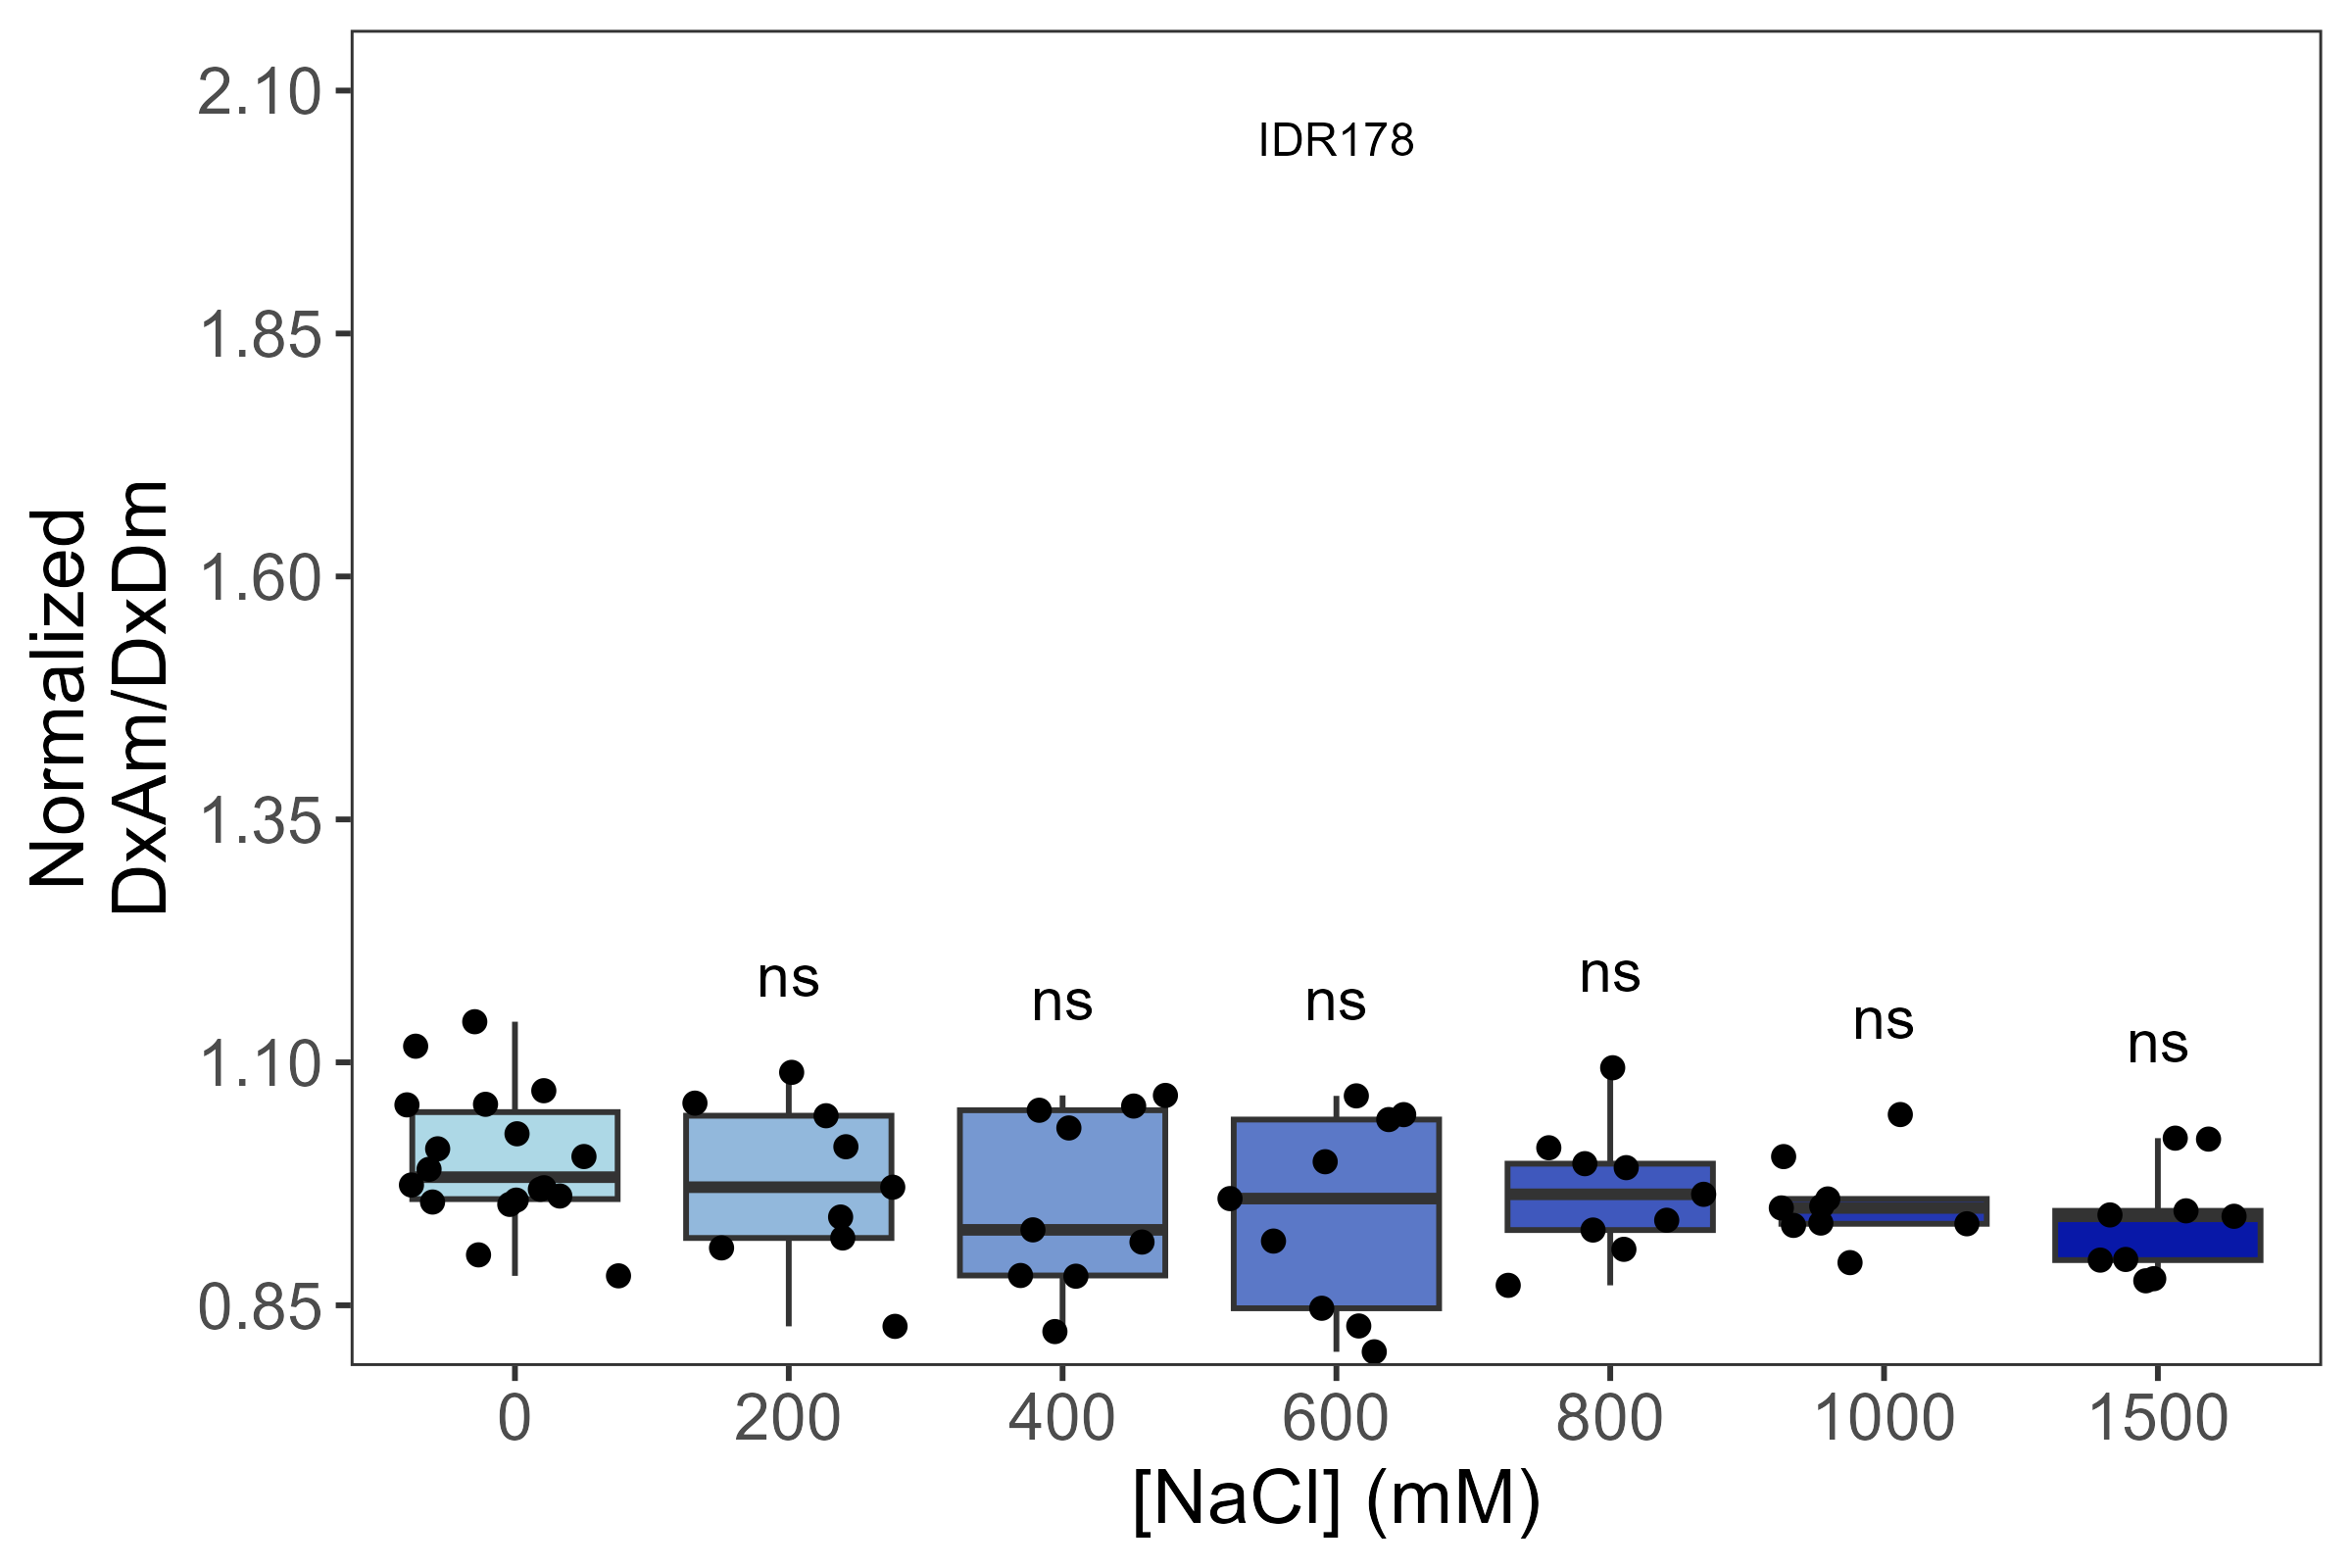 IDR178
2.10
1.85
1.60
1.35
1.10
0.85
Normalized
DxAm/DxDm
ns
ns
ns
ns
ns
ns
0
200
400
600
800
1000
1500
[NaCl] (mM)